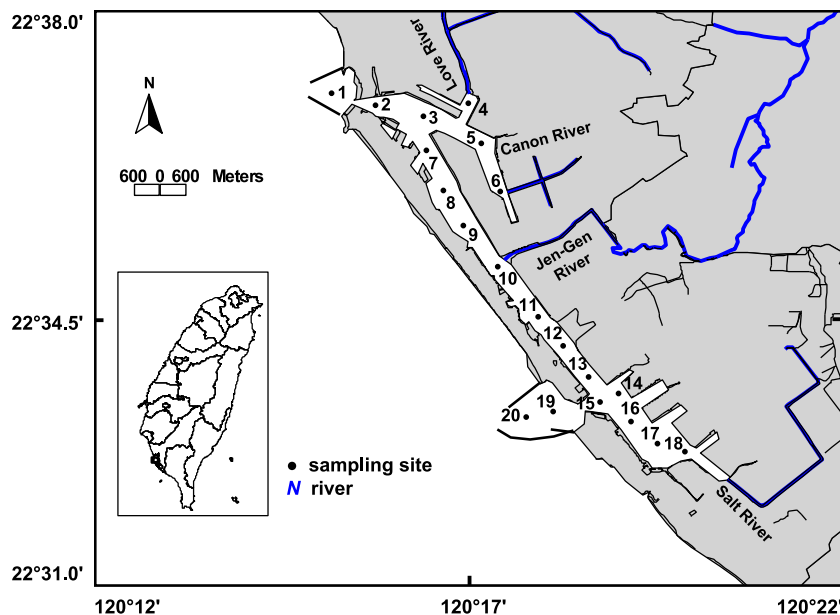 22°38.0'
Love River
1
2
3
4
5
Canon River
6
7
N
600 0 600 Meters
8
9
Jen-Gen
River
10
22°34.5'
11
12
13
14
15
16
17
18
19
20
sampling site
N river
Salt River
22°31.0'
120°12'
120°17'
120°22'